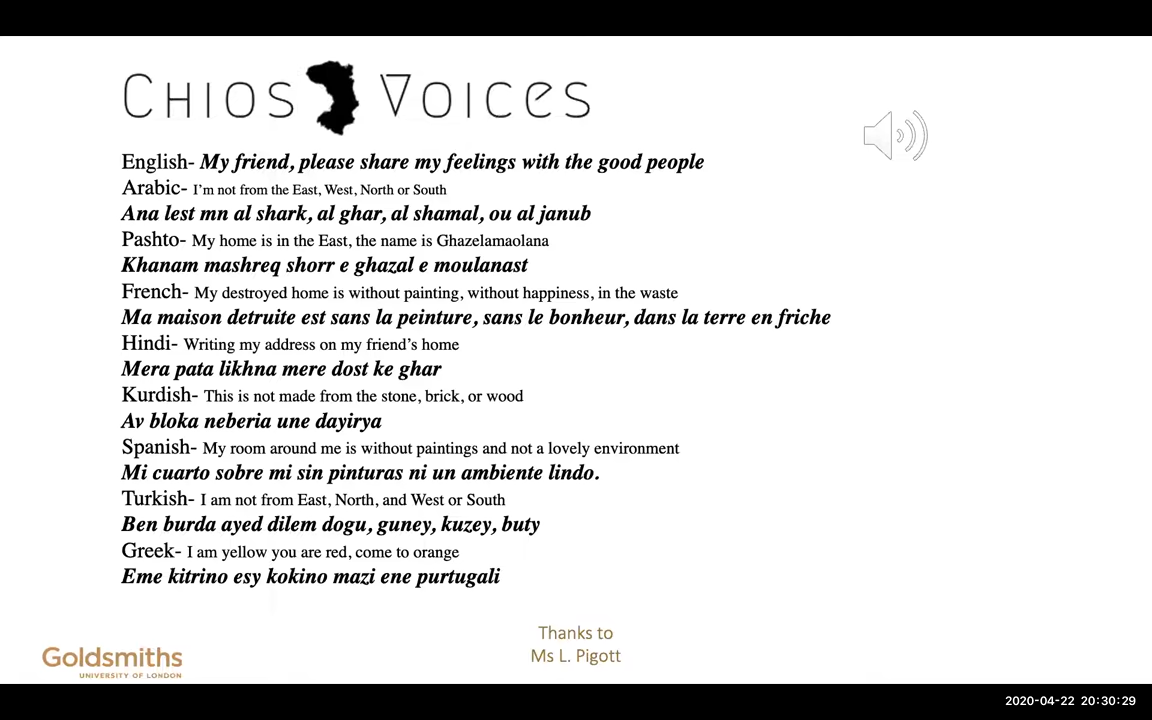 CHIOS VOICES
English- My friend, please share my feelings with the good people
Arabic- I'm not from the East, West, North or South
Ana lest mn al shark, al ghar, al shamal, ou al janub
Pashto- My home is in the East, the name is Ghazelamaolana
Khanam mashreq shorr e ghazal e moulanast
French- My destroyed home is without painting, without happiness, in the waste
Ma maison detruite est sans la peinture, sans le bonheur, dans la terre en friche
Hindi- Writing my address on my friend's home
Mera pata likhna mere dost ke ghar
Kurdish- This is not made from the stone, brick, or wood
Av bloka neberia une dayirya
Spanish- My room around me is without paintings and not a lovely environment
Mi cuarto sobre mi sin pinturas ni un ambiente lindo.
Turkish- I am not from East, North, and West or South
Ben burda ayed dilem dogu, guney, kuzey, buty
Greek- I am yellow you are red, come to orange
Eme kitrino esy kokino mazi ene purtugali
Thanks to
Ms L. Pigott
Goldsmiths
UNIVERSITY OF LONDON
2020-04-22 20:30:29